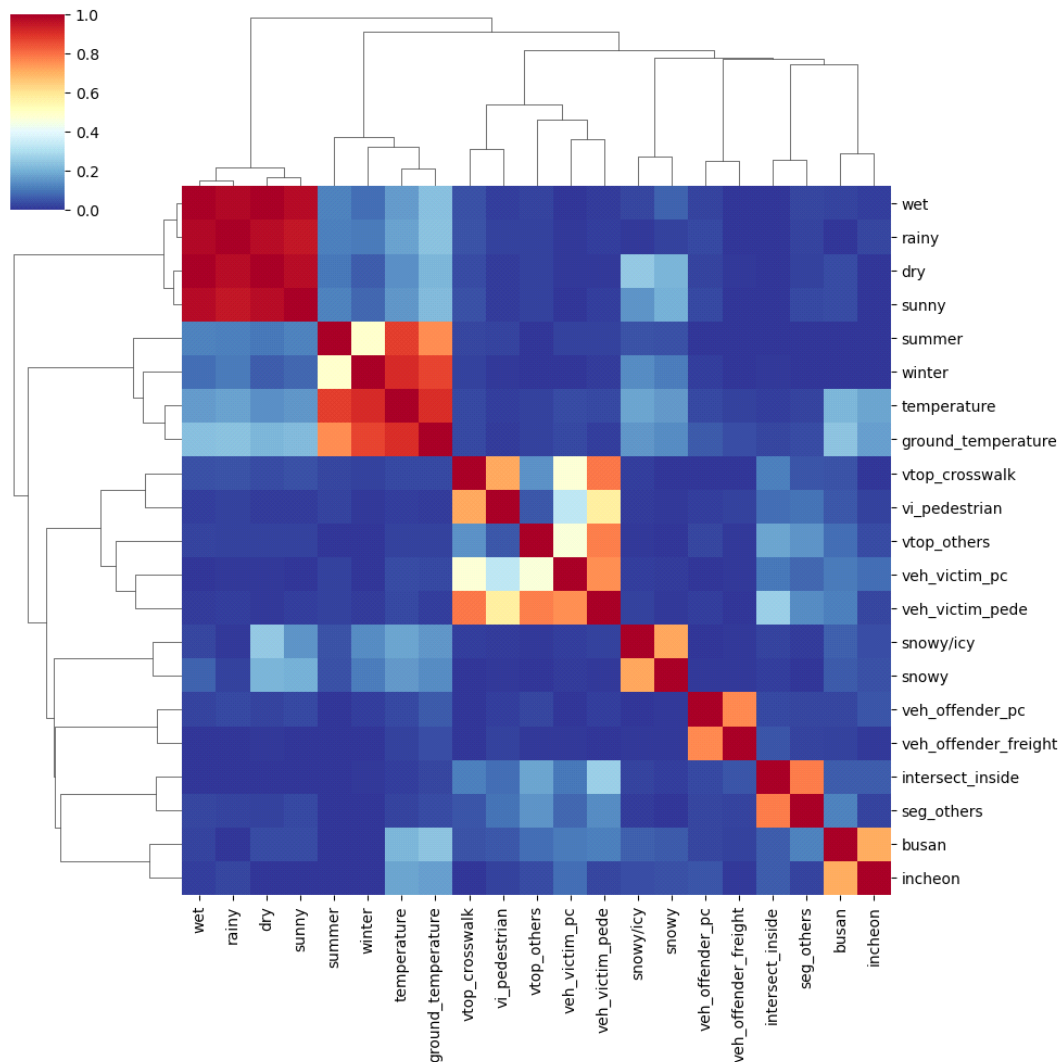 1.0
0.8
0.6
0.4
0.2
0.0
wet
rainy
dry
sunny
summer
winter
temperature
ground_temperature
vtop_crosswalk
vi_pedestrian
vtop_others
veh_victim_pc
veh_victim_pede
snowy/icy
snowy
veh_offender_pc
veh_offender_freight
intersect_inside
seg_others
busan
incheon
wet
rainy
dry
sunny
summer
winter
temperature
ground_temperature
vtop_crosswalk
vi_pedestrian
vtop_others
veh_victim_pc
veh_victim_pede
snowy/icy
snowy
veh_offender_pc
veh_offender_freight
intersect_inside
seg_others
busan
incheon